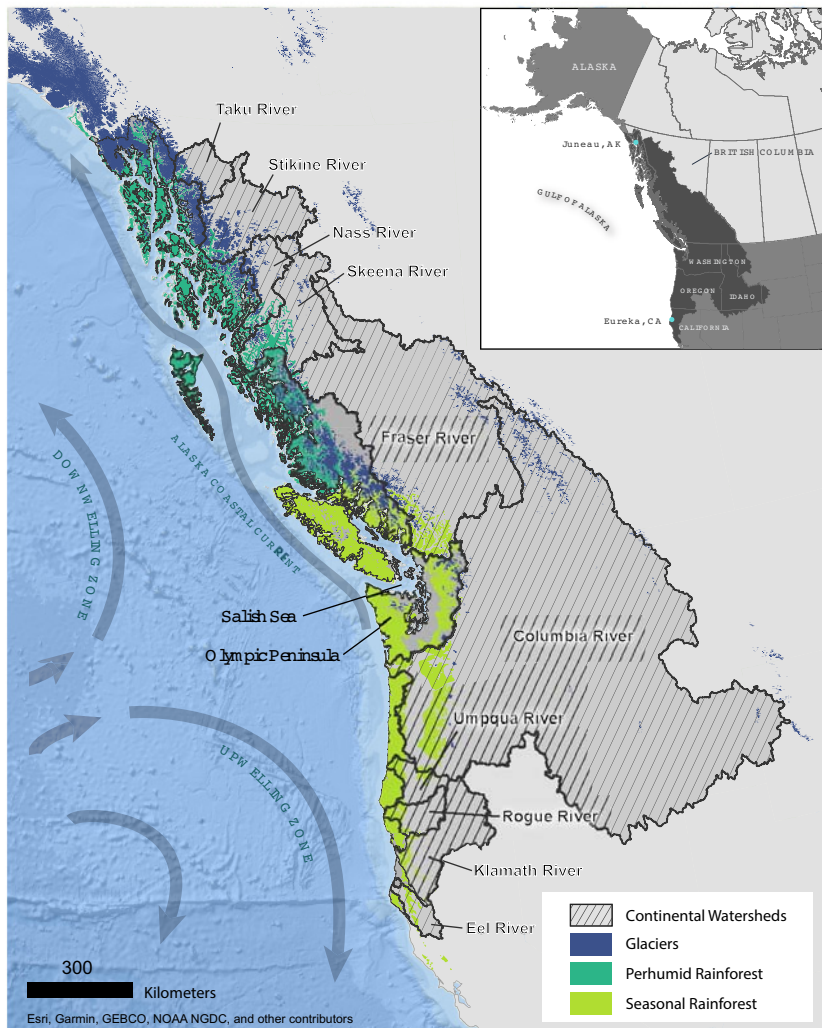 Taku River
Stikine River
Nass River
Skeena River
Fraser River
ALASKA COASTAL CURRENT
DOWNWELLING ZONE
Salish Sea
Olympic Peninsula
Columbia River
Umpqua River
UPWELLING ZONE
Rogue River
Klamath River
Eel River
ALASKA
Juneau, AK
BRITISH COLUMBIA
GULF OF ALASKA
WASHINGTON
OREGON
IDAHO
Eureka, CA
CALIFORNIA
Continental Watersheds
Glaciers
Perhumid Rainforest
Seasonal Rainforest
300
Kilometers
Esri, Garmin, GEBCO, NOAA NGDC, and other contributors